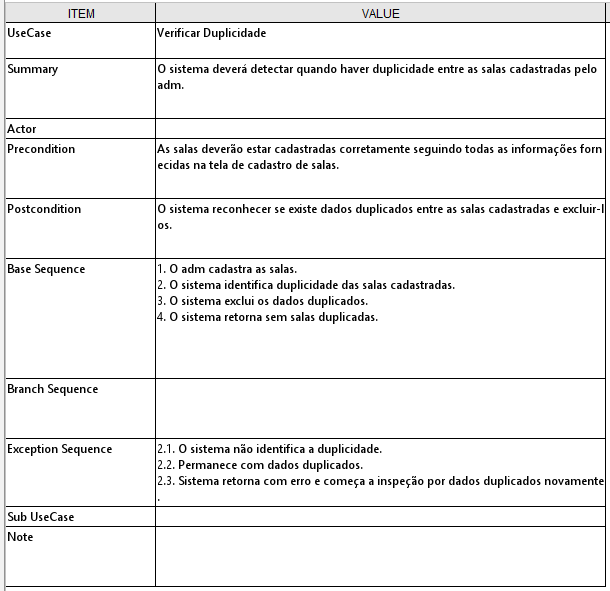 ITEM VALUE
UseCase Verificar Duplicidade
Summary O sistema deverá detectar quando haver duplicidade entre as salas cadastradas pelo
adm.
Actor
Precondition As salas deverão estar cadastradas corretamente seguindo todas as informações forn
ecidas na tela de cadastro de salas.
Postcondition O sistema reconhecer se existe dados duplicados entre as salas cadastradas e excluir-l
os.
Base Sequence 1. O adm cadastra as salas.
2. O sistema identifica duplicidade das salas cadastradas.
3. O sistema exclui os dados duplicados.
4. O sistema retorna sem salas duplicadas.
Branch Sequence
Exception Sequence 2.1. O sistema não identifica a duplicidade.
2.2. Permanece com dados duplicados.
2.3. Sistema retorna com erro e começa a inspeção por dados duplicados novamente
.
Sub UseCase
Note